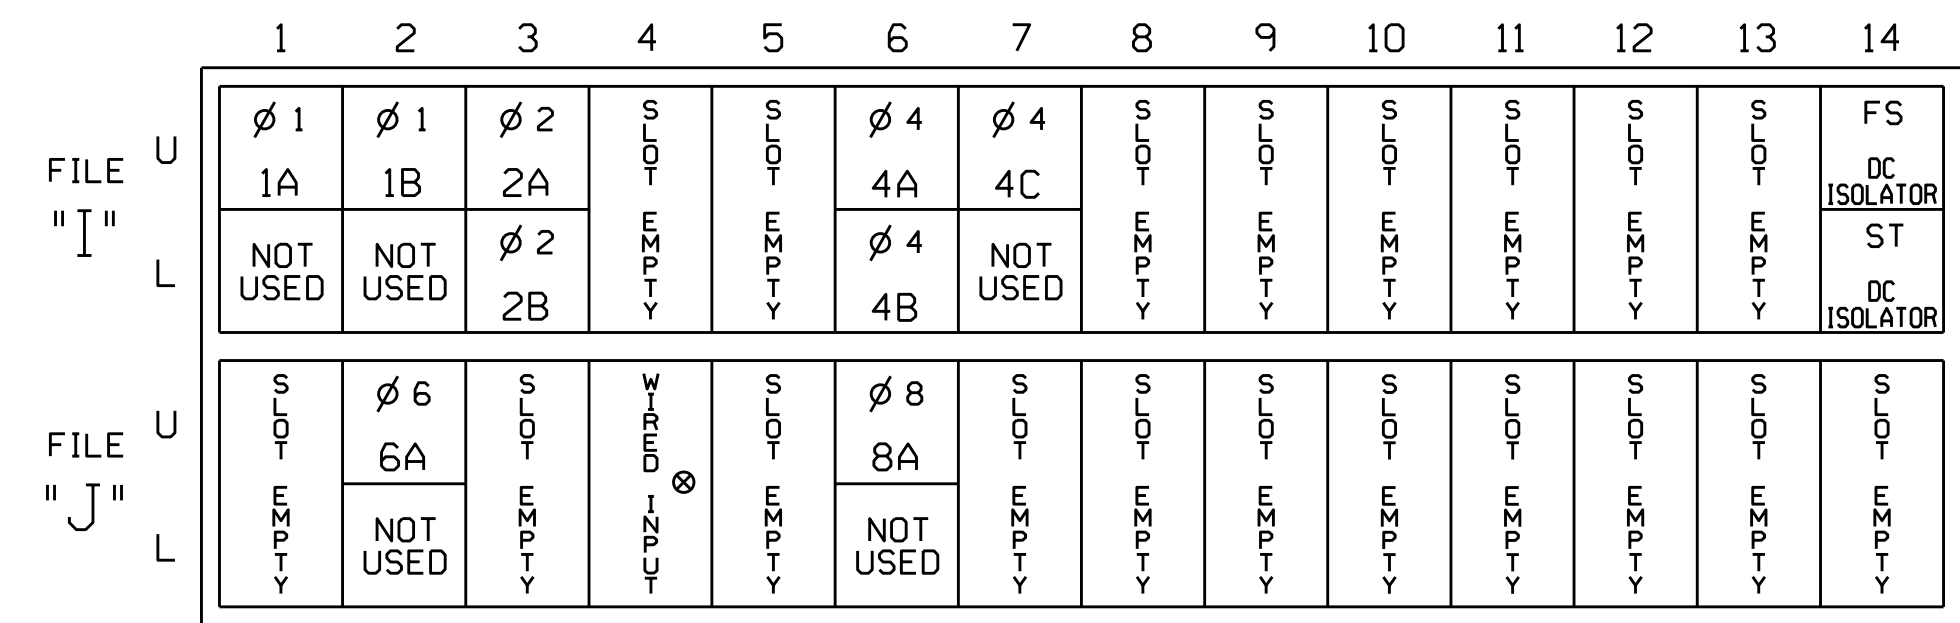 1 2 3 4 5 6 7 8 9 10 11 12 13 14
FILE "I"
U
L
Ø 1
1A
NOT
USED
Ø 1
1B
NOT
USED
Ø 2
2A
Ø 2
2B
SLOT EMPTY
SLOT EMPTY
Ø 4
4A
Ø 4
4B
Ø 4
4C
NOT
USED
SLOT EMPTY
SLOT EMPTY
SLOT EMPTY
SLOT EMPTY
SLOT EMPTY
SLOT EMPTY
FS
DC
ISOLATOR
ST
DC
ISOLATOR
FILE "J"
U
L
SLOT EMPTY
Ø 6
6A
NOT
USED
SLOT EMPTY
WIRED INPUT
⊗
SLOT EMPTY
Ø 8
8A
NOT
USED
SLOT EMPTY
SLOT EMPTY
SLOT EMPTY
SLOT EMPTY
SLOT EMPTY
SLOT EMPTY
SLOT EMPTY
SLOT EMPTY